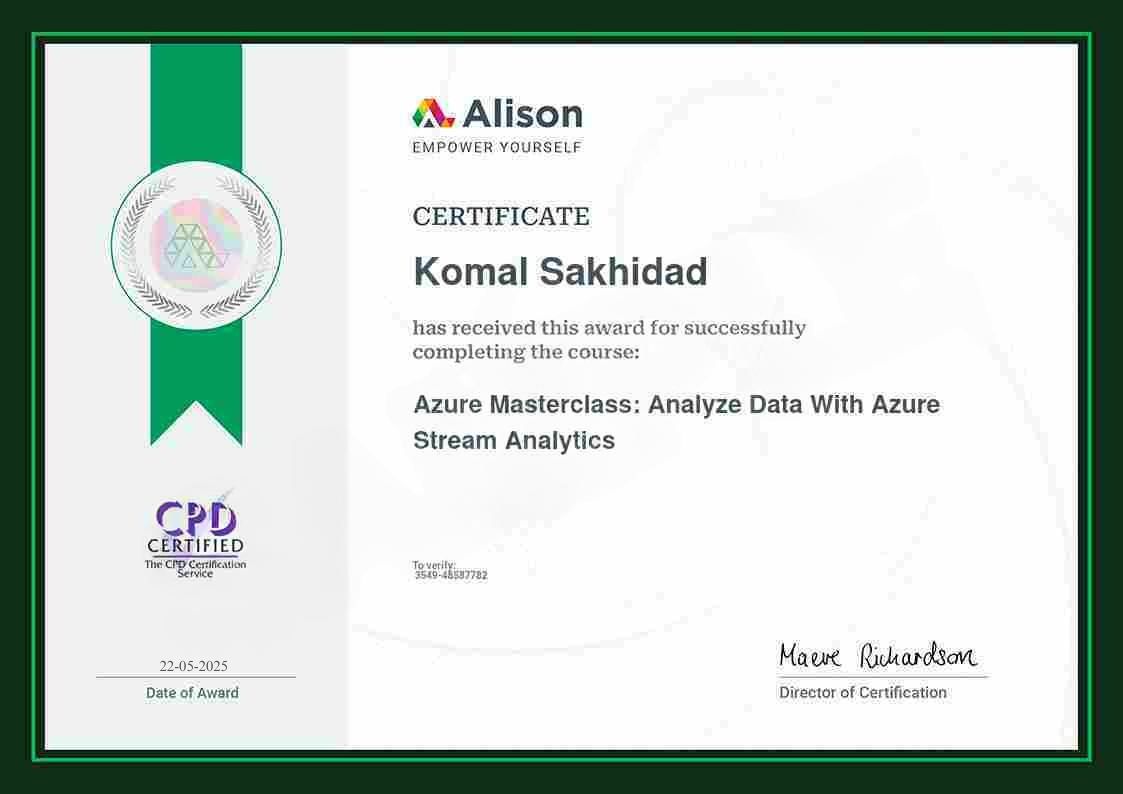 Alison
EMPOWER YOURSELF
CERTIFICATE
Komal Sakhidad
has received this award for successfully
completing the course:
Azure Masterclass: Analyze Data With Azure
Stream Analytics
CPD
CERTIFIED
The CPD Certification
Service
To verify:
3549-48587782
22-05-2025
Date of Award
Maeve Richardson
Director of Certification